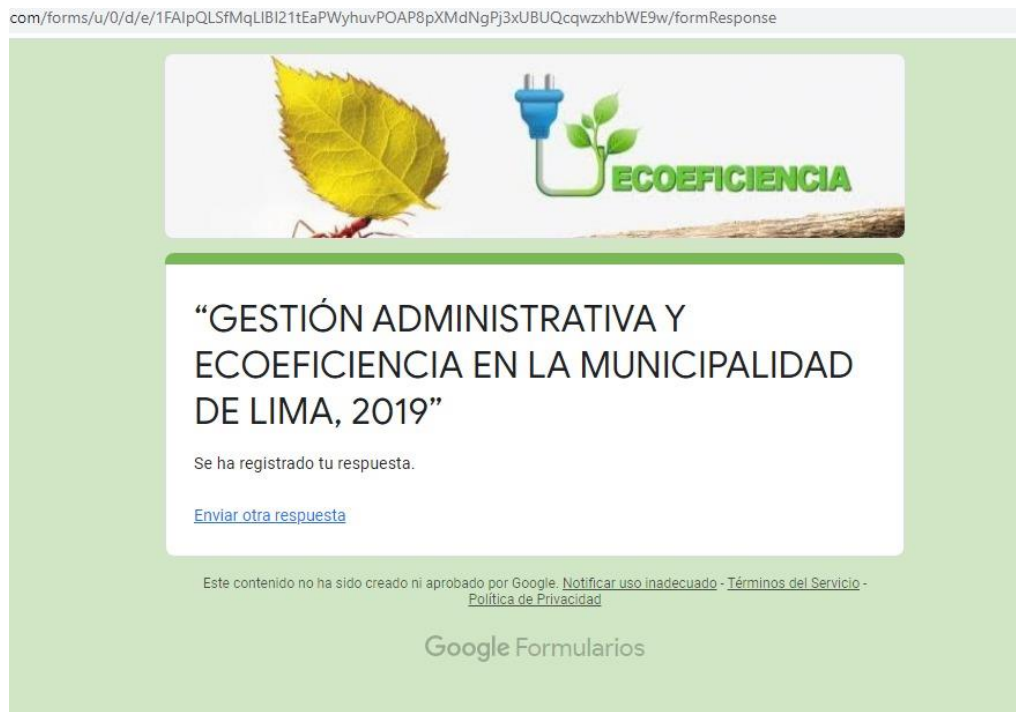 com/forms/u/0/d/e/1FAIpQLSfMqLIBI21tEaPWyhuvPOAP8pXMdNgPj3xUBUQcqwzxhbWE9w/formResponse
ECOEFICIENCIA
“GESTIÓN ADMINISTRATIVA Y
ECOEFICIENCIA EN LA MUNICIPALIDAD
DE LIMA, 2019”
Se ha registrado tu respuesta.
Enviar otra respuesta
Este contenido no ha sido creado ni aprobado por Google. Notificar uso inadecuado - Términos del Servicio -
Política de Privacidad
Google Formularios